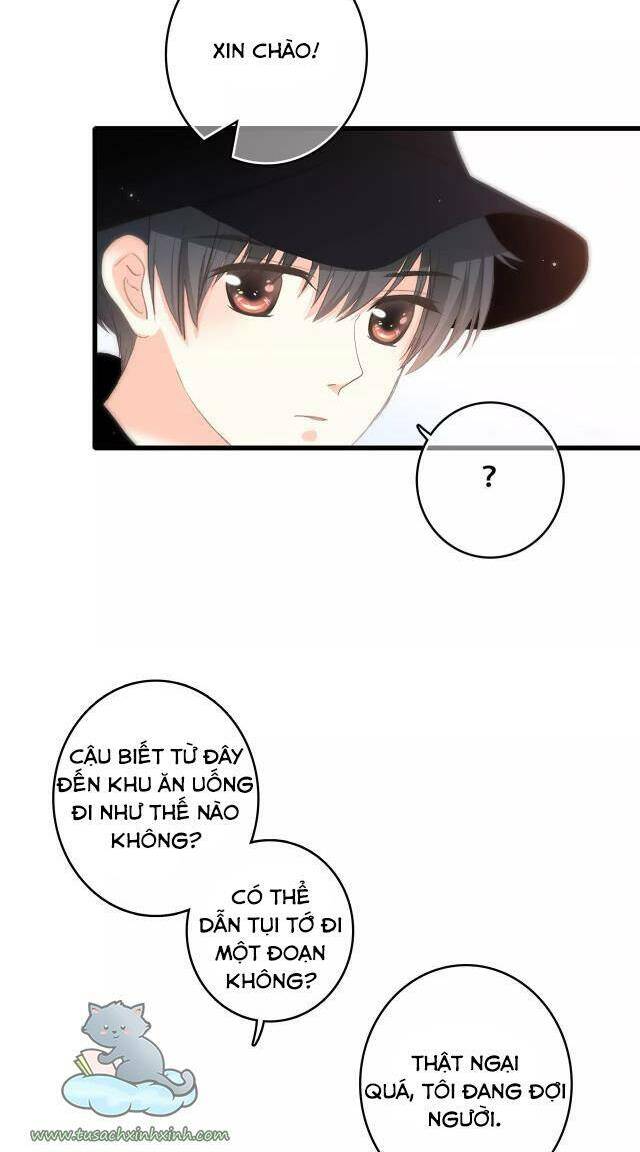 XIN CHÀO!
?
CẬU BIẾT TỪ ĐÂY
ĐẾN KHU ĂN UỐNG
ĐI NHƯ THẾ NÀO
KHÔNG?
CÓ THỂ
DẪN TỤI TỚ ĐI
MỘT ĐOẠN
KHÔNG?
THẬT NGẠI
QUÁ, TÔI ĐANG ĐỢI
NGƯỜI.
www.tusachxinhxinh.com